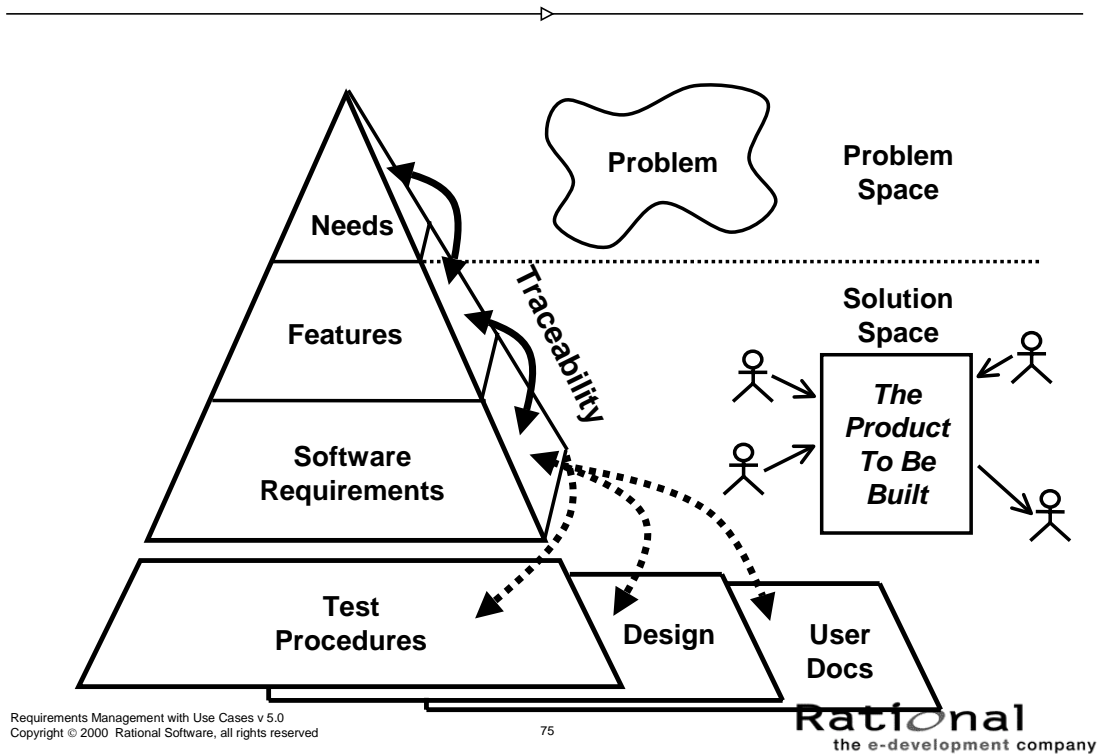 Problem
Problem
Space
Needs
Traceability
Features
Solution
Space
The
Product
To Be
Built
Software
Requirements
Test
Procedures
Design
User
Docs
Requirements Management with Use Cases v 5.0
Copyright © 2000 Rational Software, all rights reserved
75
Rational
the e-development company